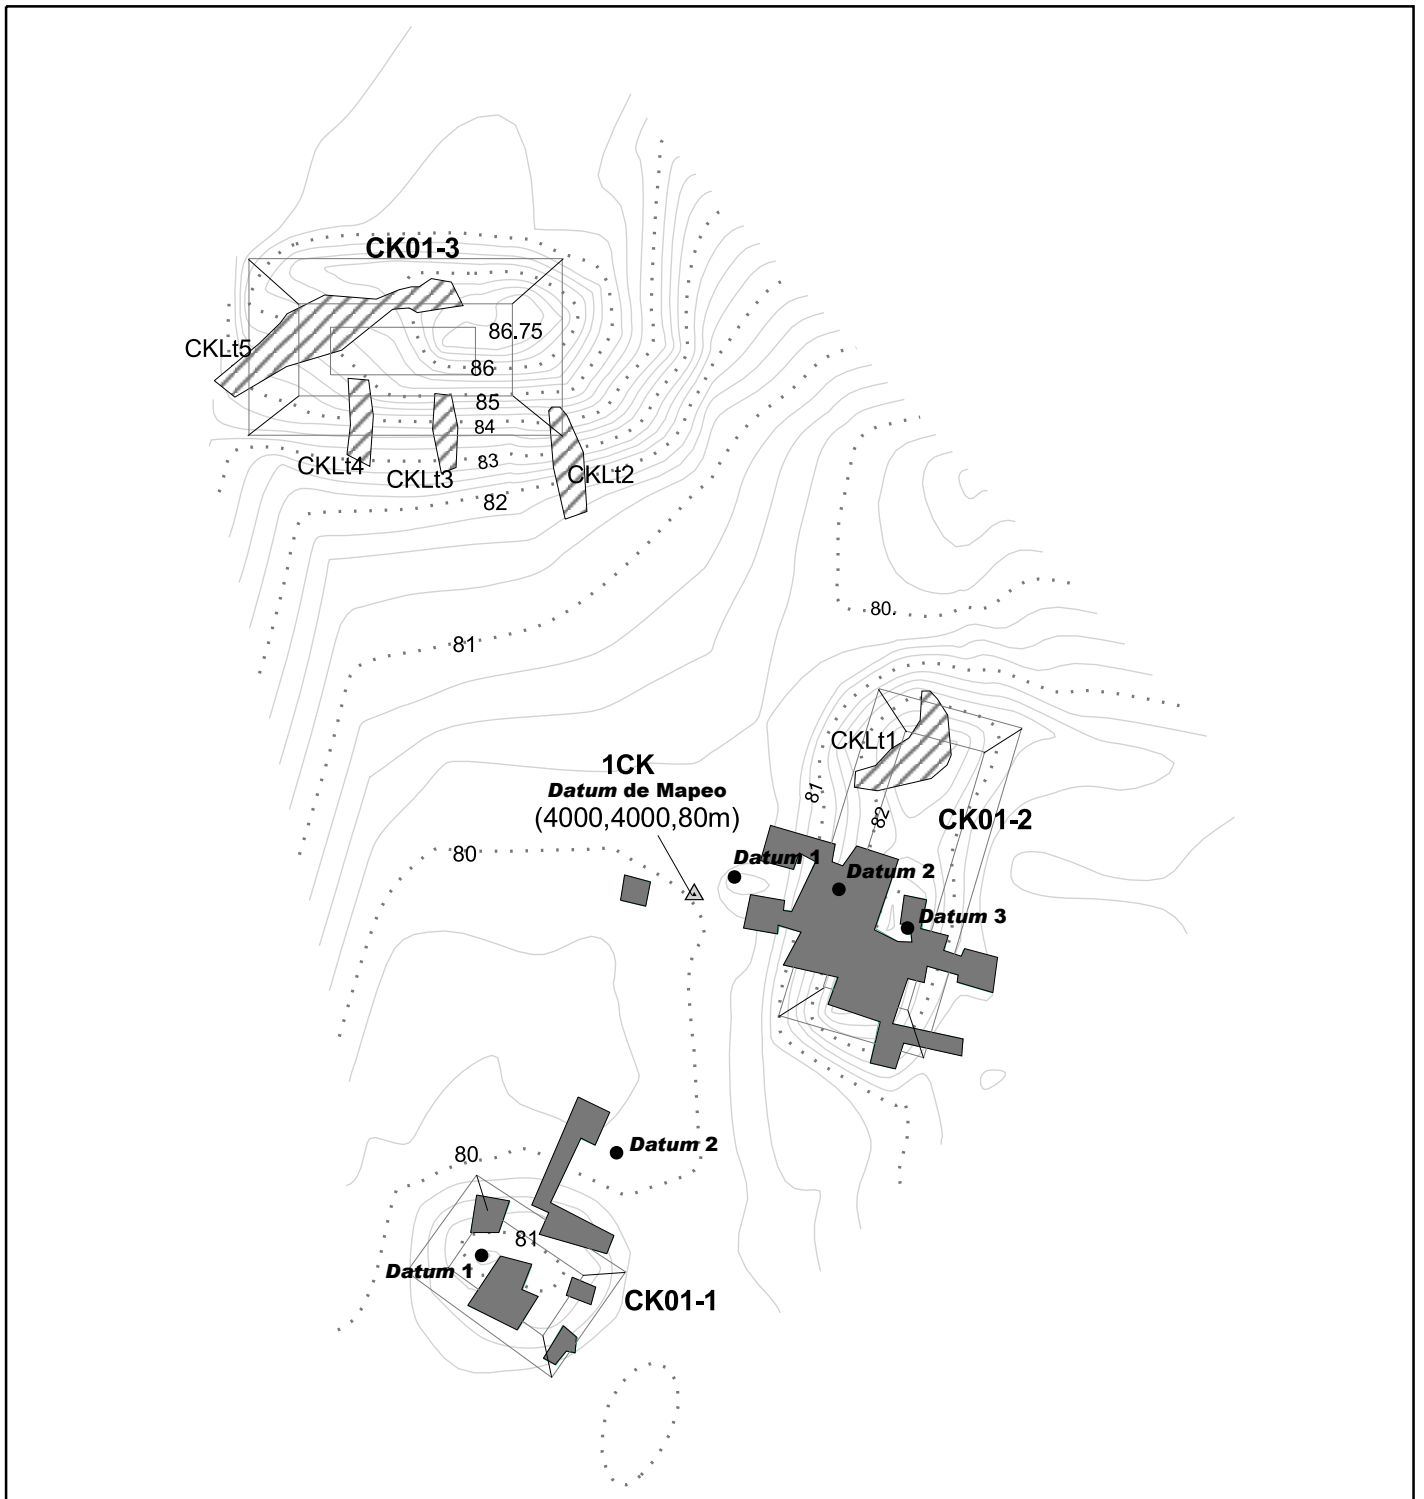 CK01-3
86.75
CKLt5
86
85
84
83
CKLt4
CKLt3
CKLt2
82
80.
81
CKLt1
1CK
Datum de Mapeo
(4000,4000,80m)
81
82
CK01-2
80
Datum 1
Datum 2
Datum 3
Datum 2
80
81
Datum 1
CK01-1